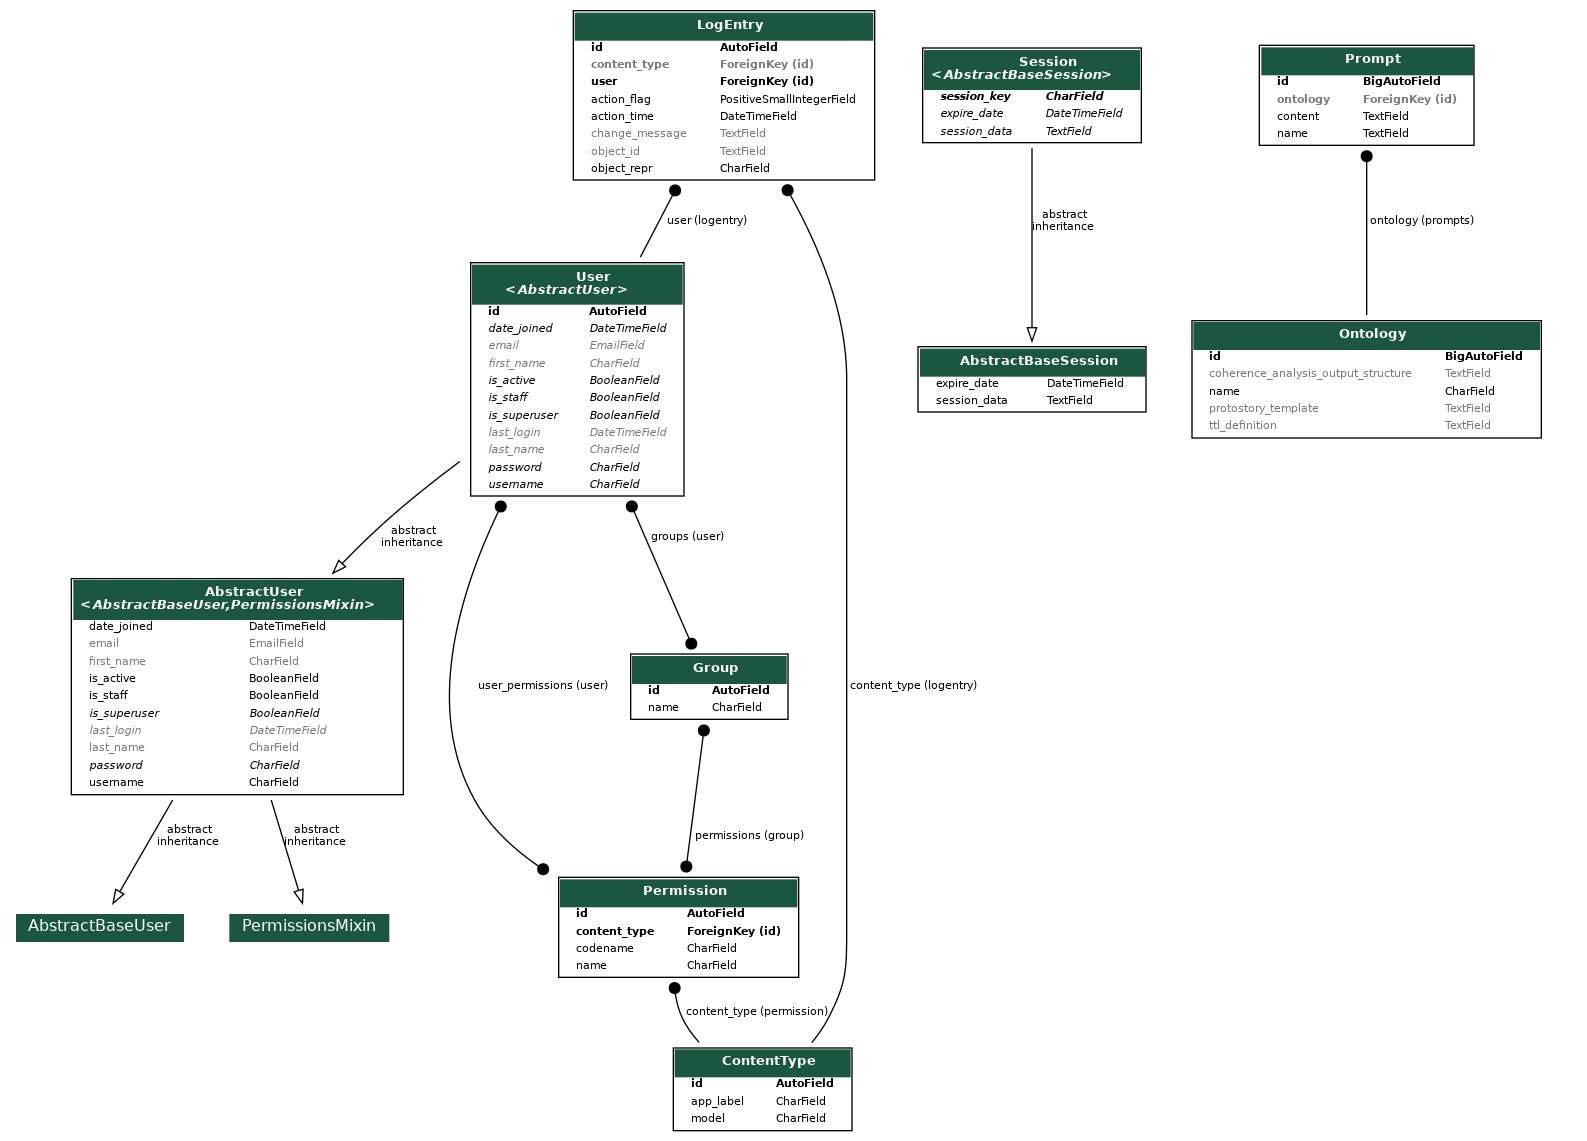 LogEntry
id AutoField
content_type ForeignKey (id)
user ForeignKey (id)
action_flag PositiveSmallIntegerField
action_time DateTimeField
change_message TextField
object_id TextField
object_repr CharField
Session
<AbstractBaseSession>
session_key CharField
expire_date DateTimeField
session_data TextField
Prompt
id BigAutoField
ontology ForeignKey (id)
content TextField
name TextField
user (logentry)
abstract
inheritance
ontology (prompts)
User
<AbstractUser>
id AutoField
date_joined DateTimeField
email EmailField
first_name CharField
is_active BooleanField
is_staff BooleanField
is_superuser BooleanField
last_login DateTimeField
last_name CharField
password CharField
username CharField
AbstractBaseSession
expire_date DateTimeField
session_data TextField
Ontology
id BigAutoField
coherence_analysis_output_structure TextField
name CharField
protostory_template TextField
ttl_definition TextField
abstract
inheritance
groups (user)
AbstractUser
<AbstractBaseUser,PermissionsMixin>
date_joined DateTimeField
email EmailField
first_name CharField
is_active BooleanField
is_staff BooleanField
is_superuser BooleanField
last_login DateTimeField
last_name CharField
password CharField
username CharField
user_permissions (user)
Group
id AutoField
name CharField
content_type (logentry)
abstract
inheritance
abstract
inheritance
permissions (group)
AbstractBaseUser
PermissionsMixin
Permission
id AutoField
content_type ForeignKey (id)
codename CharField
name CharField
content_type (permission)
ContentType
id AutoField
app_label CharField
model CharField